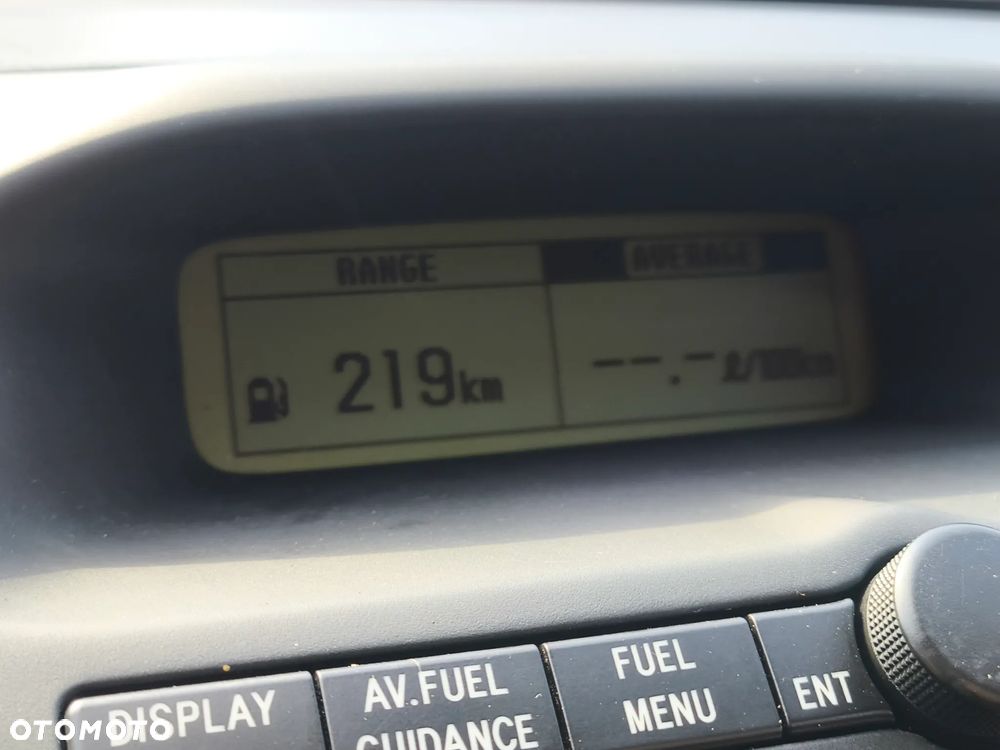 RANGE
AVERAGE
219km
--.- ℓ/100km
DISPLAY
AV.FUEL
GUIDANCE
FUEL
MENU
ENT
OTOMOTO